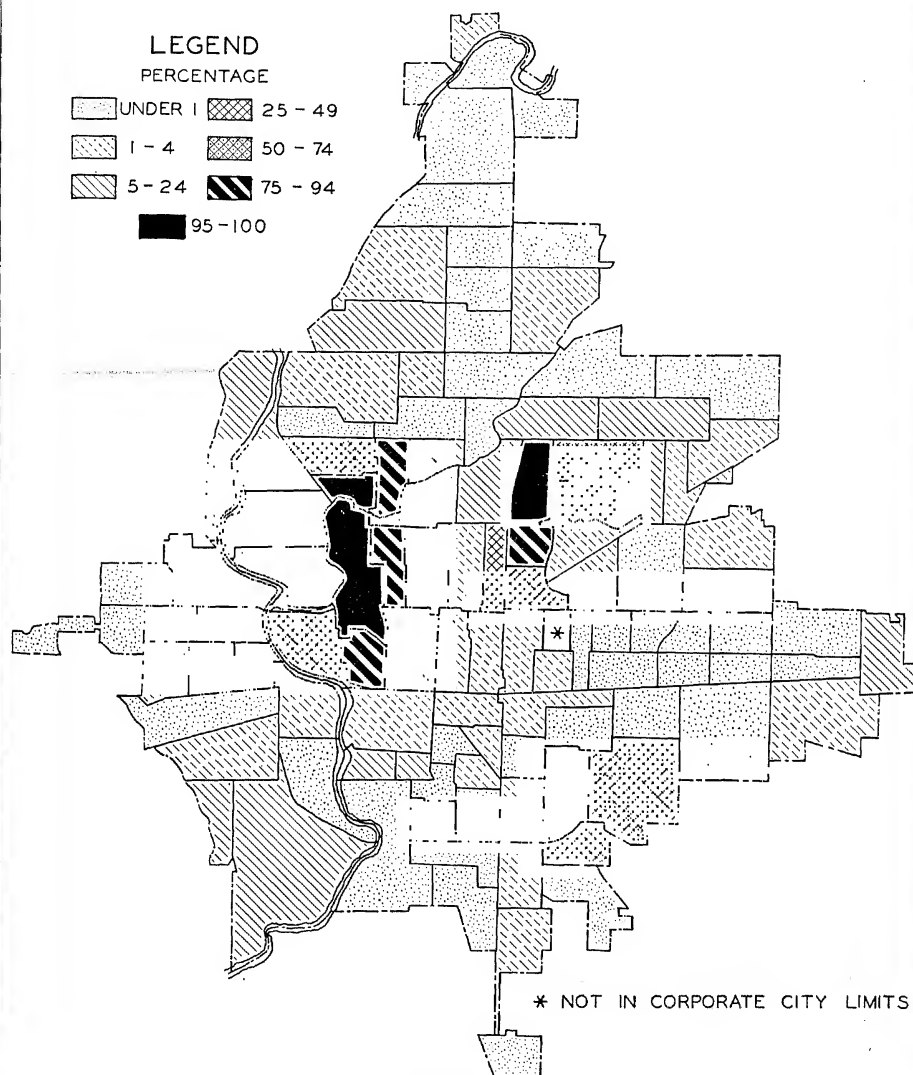 LEGEND
PERCENTAGE
UNDER 1
25 - 49
1 - 4
50 - 74
5 - 24
75 - 94
95 - 100
*
* NOT IN CORPORATE CITY LIMITS